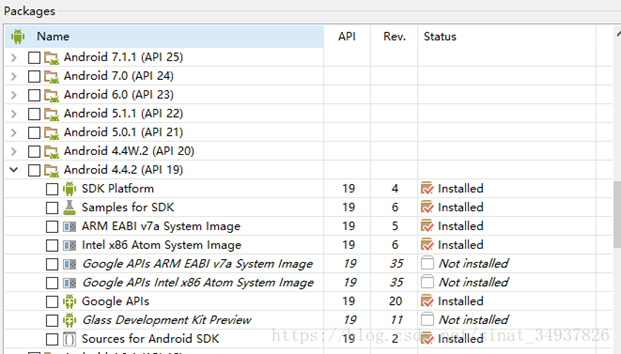 Packages
Name API Rev. Status
Android 7.1.1 (API 25)
Android 7.0 (API 24)
Android 6.0 (API 23)
Android 5.1.1 (API 22)
Android 5.0.1 (API 21)
Android 4.4W.2 (API 20)
Android 4.4.2 (API 19)
SDK Platform 19 4 Installed
Samples for SDK 19 6 Installed
ARM EABI v7a System Image 19 5 Installed
Intel x86 Atom System Image 19 6 Installed
Google APIs ARM EABI v7a System Image 19 35 Not installed
Google APIs Intel x86 Atom System Image 19 35 Not installed
Google APIs 19 20 Installed
Glass Development Kit Preview 19 11 Not installed
Sources for Android SDK 19 2 Installed
https://blog.csdn.net/sinat_34937826